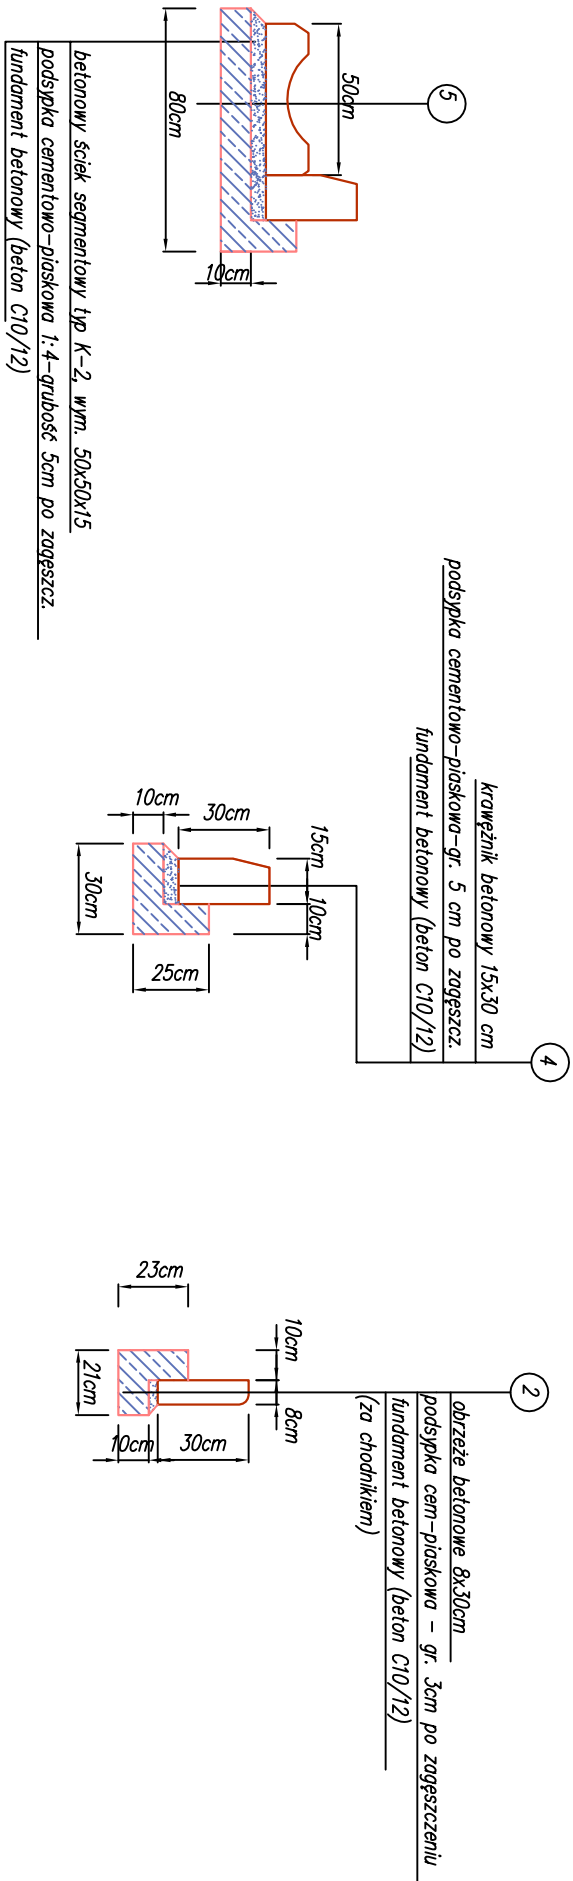 5
50cm
80cm
10cm
betonowy ściek segmentowy typ K-2, wym. 50x50x15
podsypka cementowo-piaskowa 1:4-grubość 5cm po zagęszcz.
fundament betonowy (beton C10/12)
4
krawężnik betonowy 15x30 cm
podsypka cementowo-piaskowa-gr. 5 cm po zagęszcz.
fundament betonowy (beton C10/12)
15cm
10cm
30cm
10cm
30cm
25cm
2
obrzeże betonowe 8x30cm
podsypka cem-piaskowa - gr. 3cm po zagęszczeniu
fundament betonowy (beton C10/12)
(za chodnikiem)
10cm
8cm
23cm
30cm
10cm
21cm